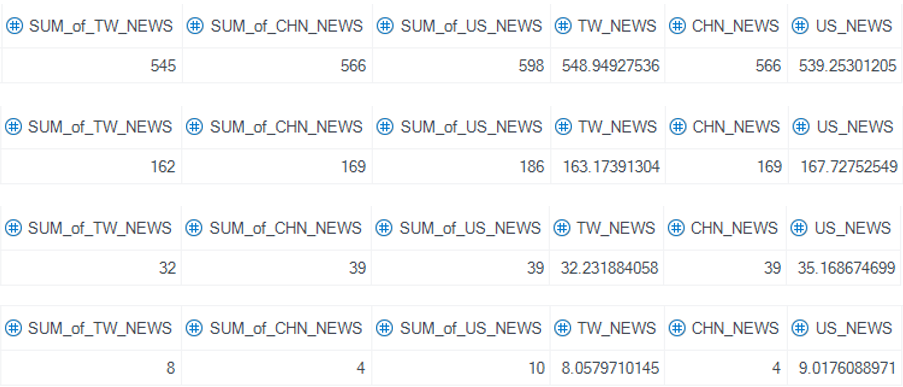 SUM_of_TW_NEWS SUM_of_CHN_NEWS SUM_of_US_NEWS TW_NEWS CHN_NEWS US_NEWS
545 566 598 548.94927536 566 539.25301205
SUM_of_TW_NEWS SUM_of_CHN_NEWS SUM_of_US_NEWS TW_NEWS CHN_NEWS US_NEWS
162 169 186 163.17391304 169 167.72752549
SUM_of_TW_NEWS SUM_of_CHN_NEWS SUM_of_US_NEWS TW_NEWS CHN_NEWS US_NEWS
32 39 39 32.231884058 39 35.168674699
SUM_of_TW_NEWS SUM_of_CHN_NEWS SUM_of_US_NEWS TW_NEWS CHN_NEWS US_NEWS
8 4 10 8.0579710145 4 9.0176088971